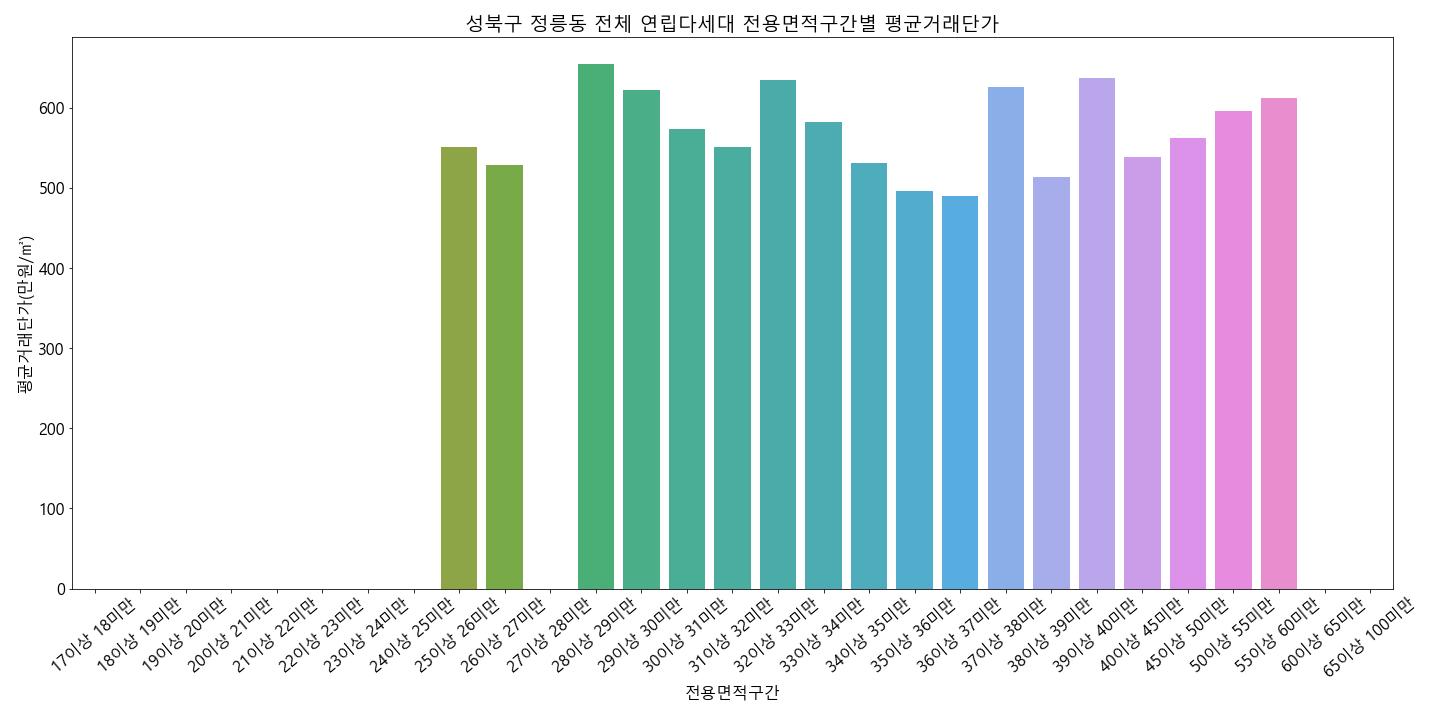 성북구 정릉동 전체 연립다세대 전용면적구간별 평균거래단가
평균거래단가(만원/㎡)
600
500
400
300
200
100
0
17이상 18미만
18이상 19미만
19이상 20미만
20이상 21미만
21이상 22미만
22이상 23미만
23이상 24미만
24이상 25미만
25이상 26미만
26이상 27미만
27이상 28미만
28이상 29미만
29이상 30미만
30이상 31미만
31이상 32미만
32이상 33미만
33이상 34미만
34이상 35미만
35이상 36미만
36이상 37미만
37이상 38미만
38이상 39미만
39이상 40미만
40이상 45미만
45이상 50미만
50이상 55미만
55이상 60미만
60이상 65미만
65이상 100미만
전용면적구간